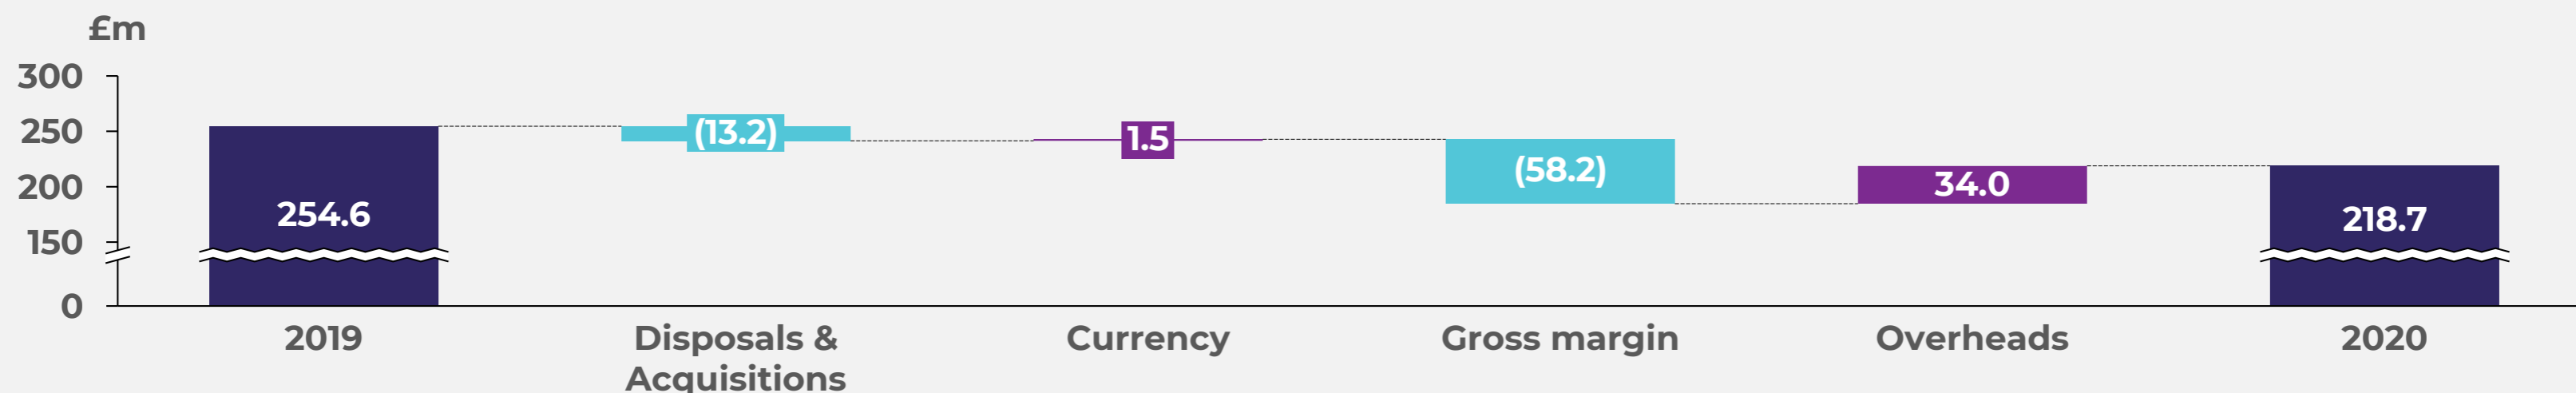 £m
300
250
200
150
0
254.6
(13.2)
1.5
(58.2)
34.0
218.7
2019
Disposals &
Acquisitions
Currency
Gross margin
Overheads
2020